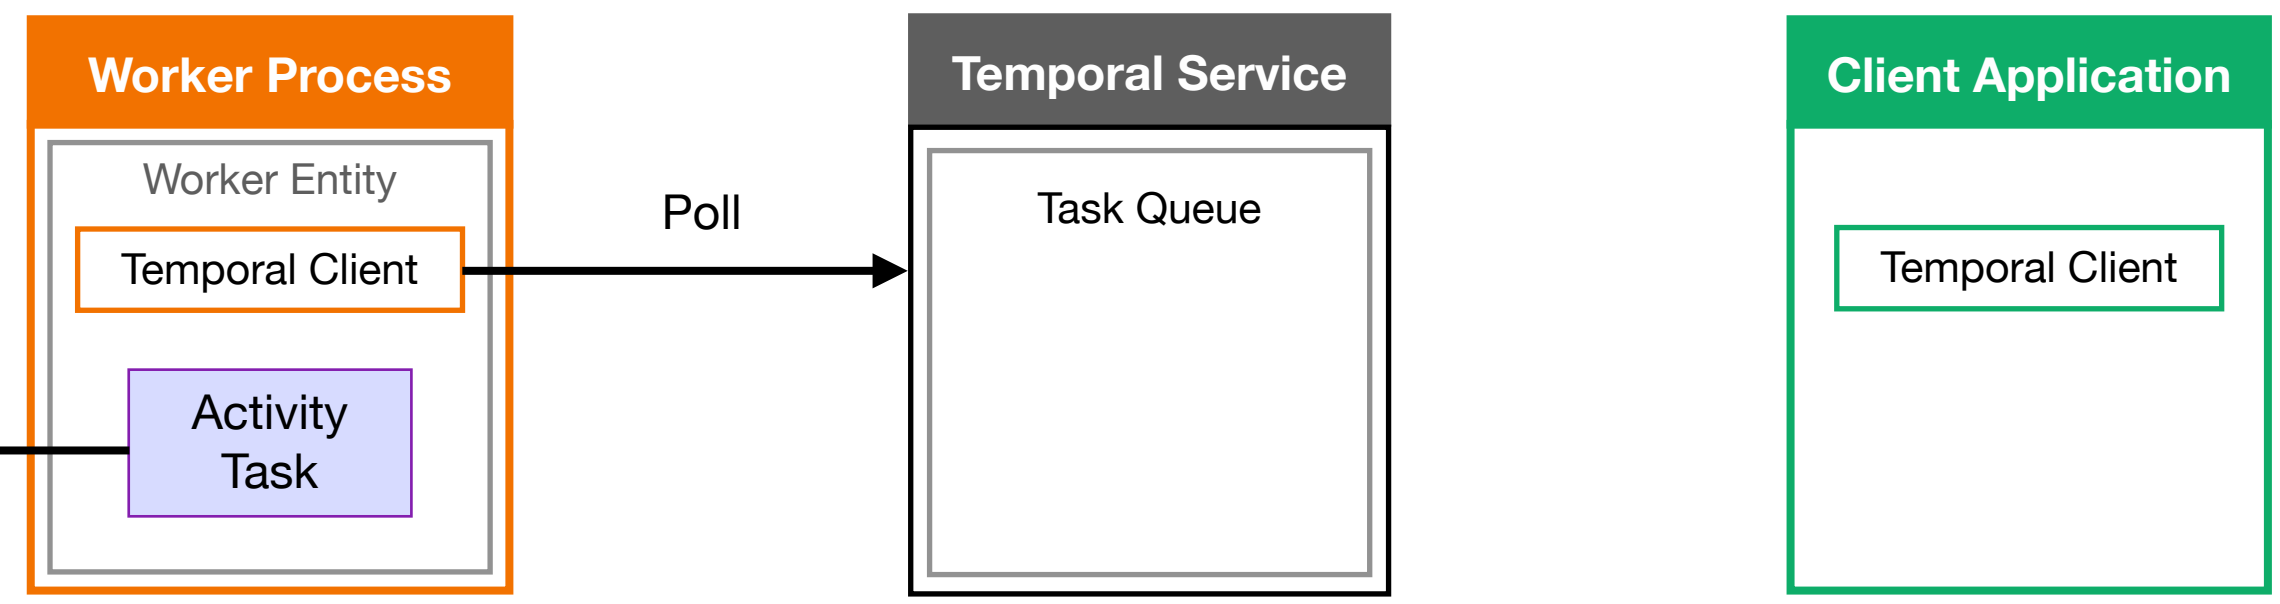 Worker Process
Worker Entity
Temporal Client
Activity
Task
Poll
Temporal Service
Task Queue
Client Application
Temporal Client